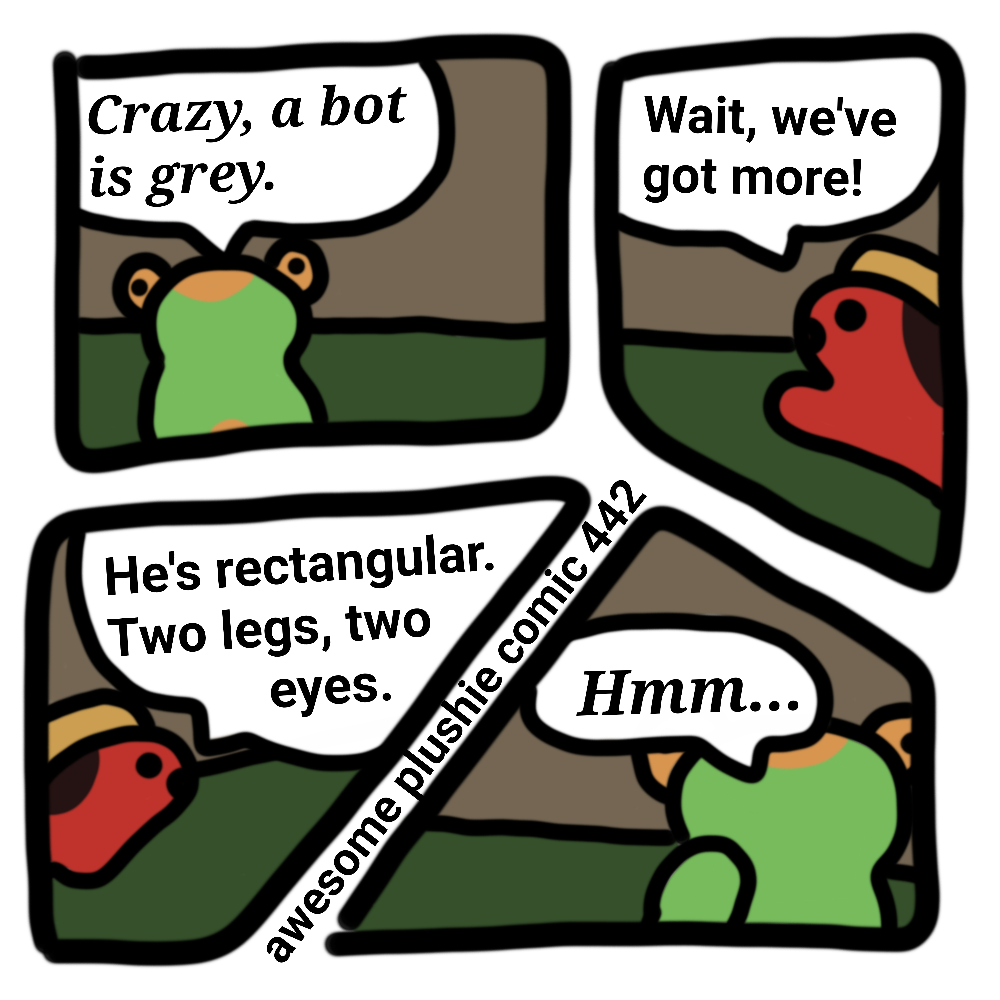 Crazy, a bot
is grey.
Wait, we've
got more!
He's rectangular.
Two legs, two
eyes.
Hmm...
awesome plushie comic 442